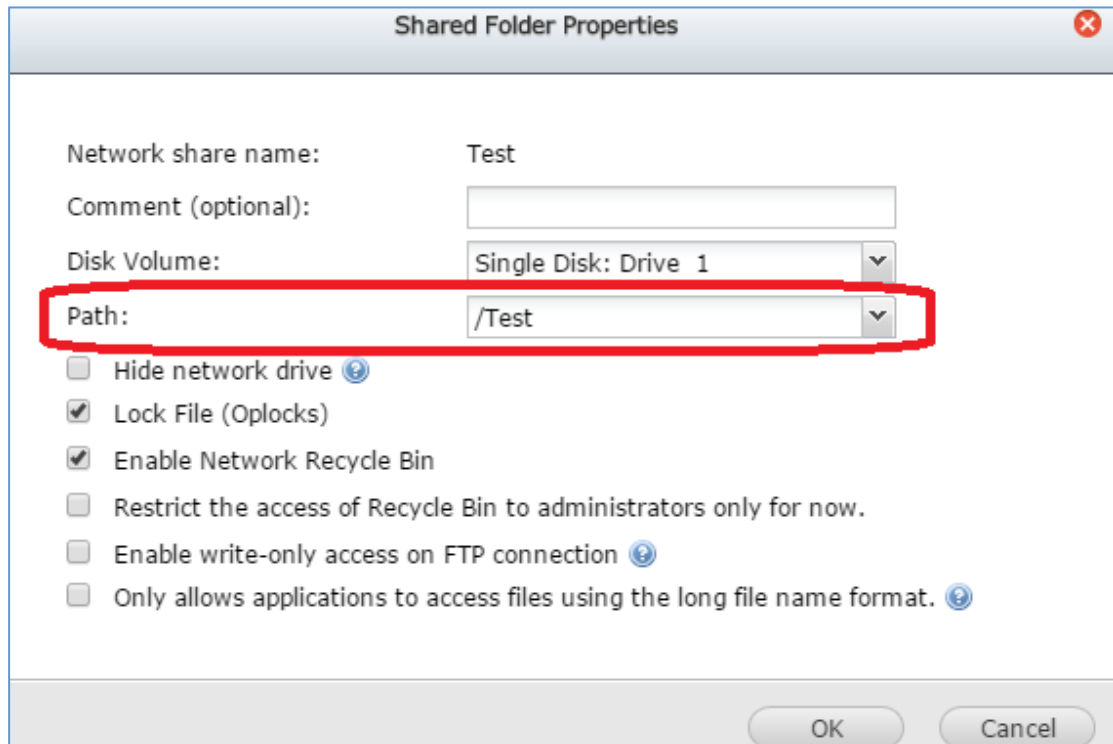 Shared Folder Properties
Network share name: Test
Comment (optional):
Disk Volume: Single Disk: Drive 1
Path: /Test
Hide network drive
Lock File (Oplocks)
Enable Network Recycle Bin
Restrict the access of Recycle Bin to administrators only for now.
Enable write-only access on FTP connection
Only allows applications to access files using the long file name format.
OK Cancel